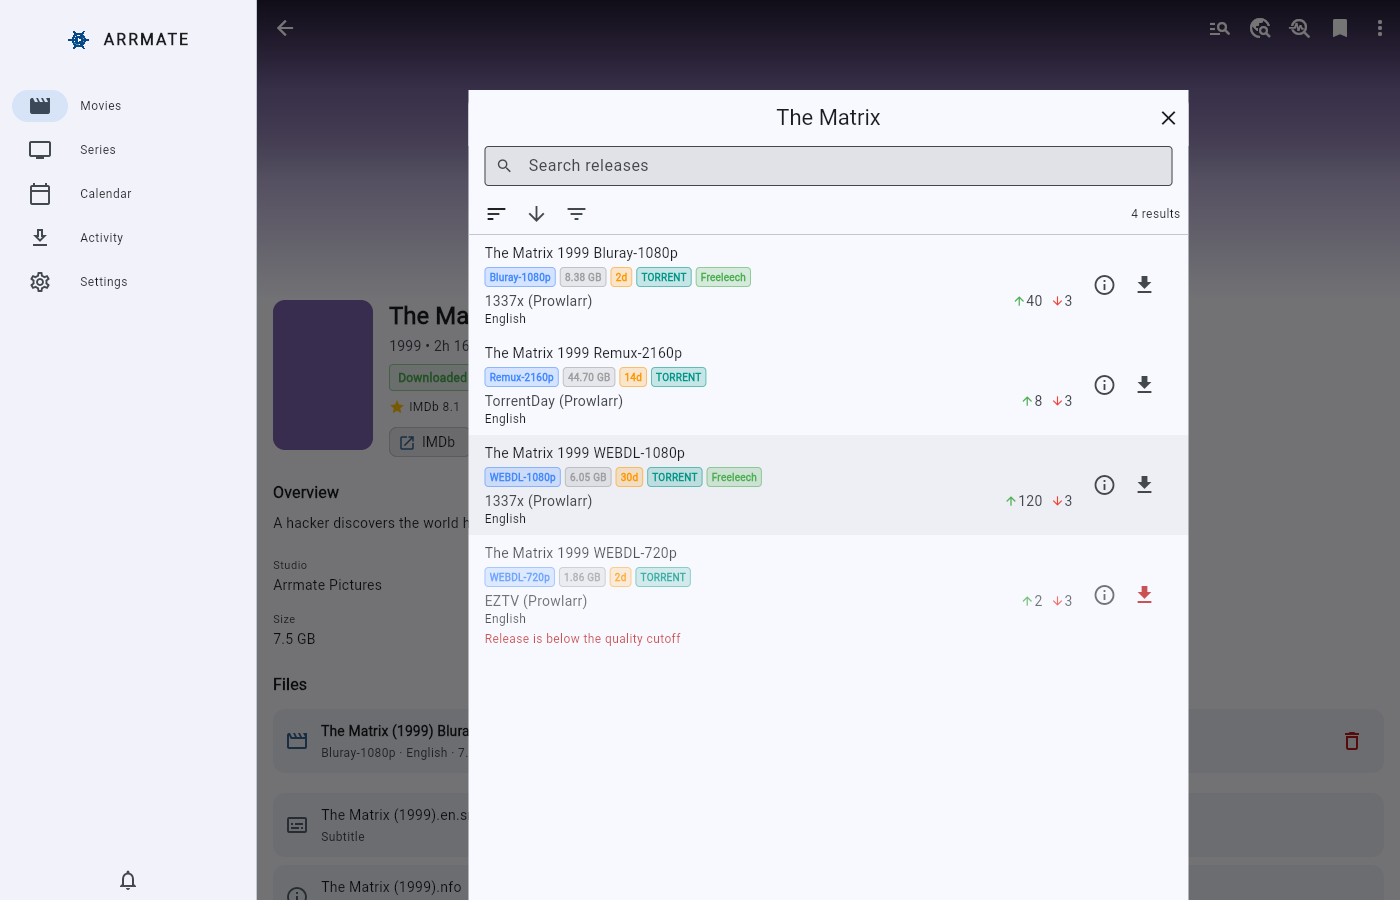 ARRMATE
Movies
Series
Calendar
Activity
Settings
The Matrix
Search releases
4 results
The Matrix 1999 Bluray-1080p
Bluray-1080p 8.38 GB 2d TORRENT Freeleech
1337x (Prowlarr) 40 3
English
The Matrix 1999 Remux-2160p
Remux-2160p 44.70 GB 14d TORRENT
TorrentDay (Prowlarr) 8 3
English
The Matrix 1999 WEBDL-1080p
WEBDL-1080p 6.05 GB 30d TORRENT Freeleech
1337x (Prowlarr) 120 3
English
The Matrix 1999 WEBDL-720p
WEBDL-720p 1.86 GB 2d TORRENT
EZTV (Prowlarr) 2 3
English
Release is below the quality cutoff
The Ma
1999 • 2h 16
Downloaded
IMDb 8.1
IMDb
Overview
A hacker discovers the world h
Studio
Arrmate Pictures
Size
7.5 GB
Files
The Matrix (1999) Blura
Bluray-1080p · English · 7.
The Matrix (1999).en.s
Subtitle
The Matrix (1999).nfo